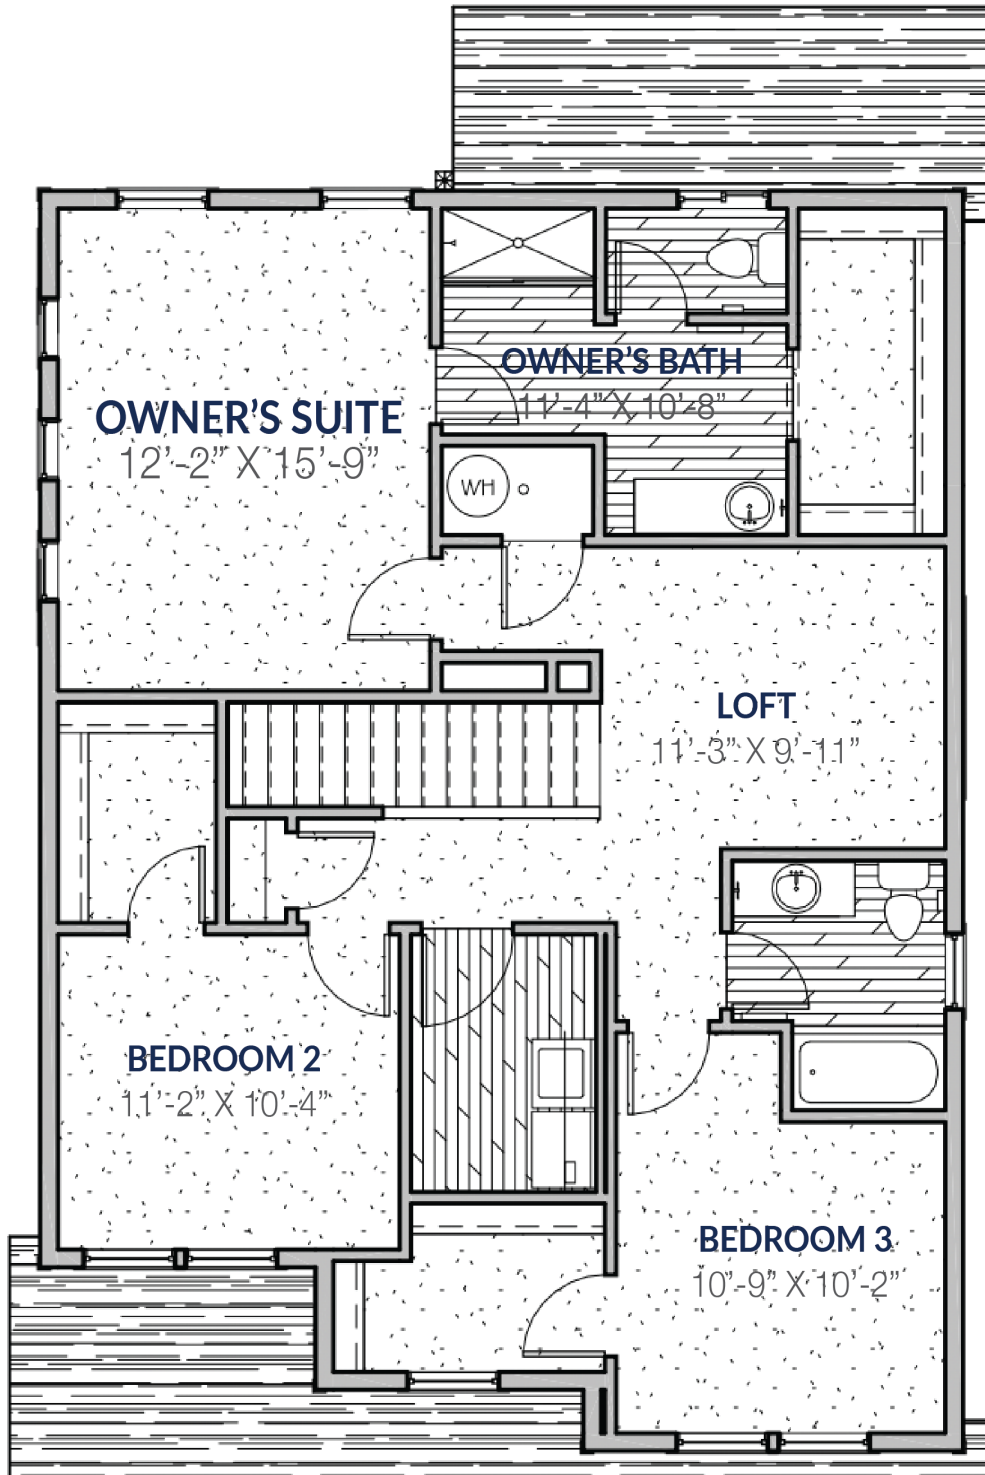 OWNER’S BATH
11’-4” X 10’-8”
OWNER’S SUITE
12’-2” X 15’-9”
WH
LOFT
11’-3” X 9’-11”
BEDROOM 2
11’-2” X 10’-4”
BEDROOM 3
10”-9” X 10’-2”